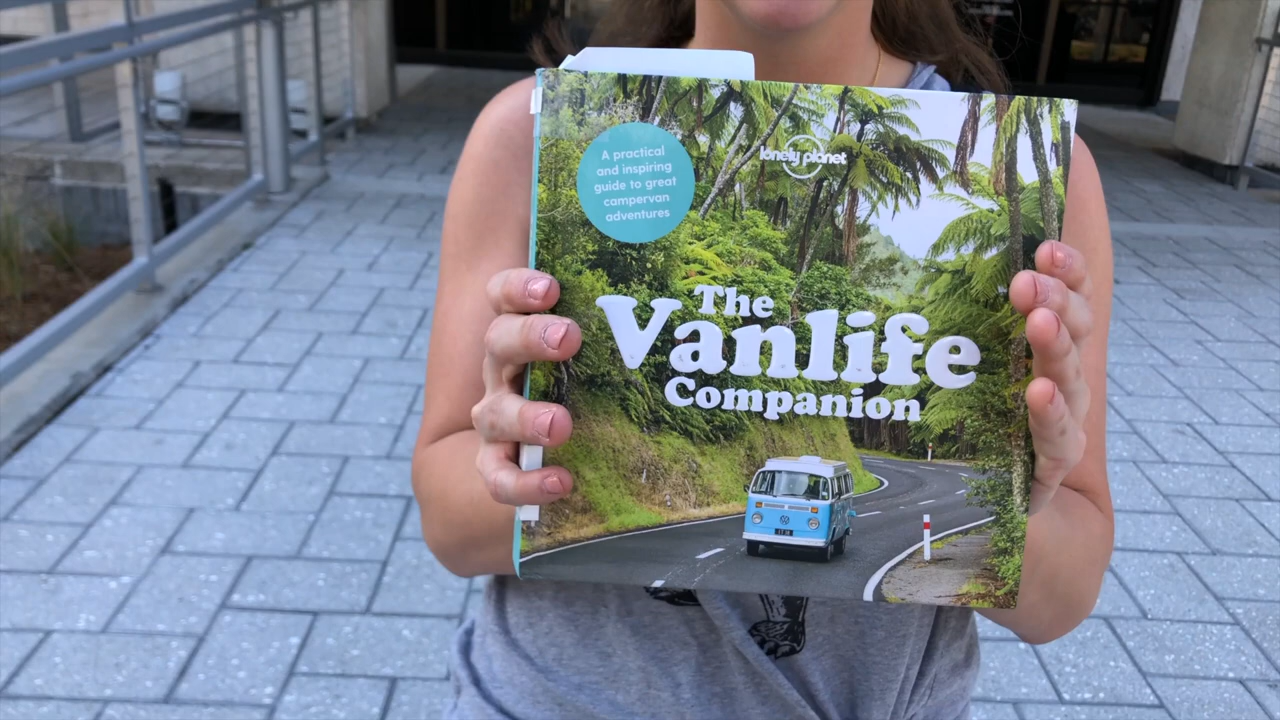 A practical
and inspiring
guide to great
campervan
adventures
lonely planet
The
Vanlife
Companion